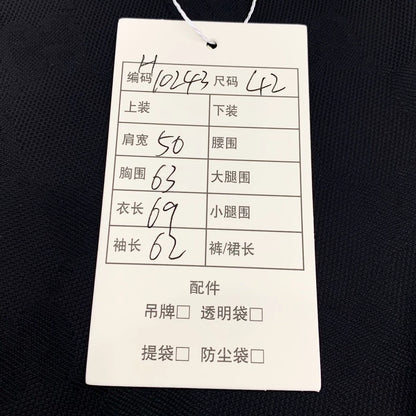 编码 H10243 尺码 42
上装 下装
肩宽 50 腰围
胸围 63 大腿围
衣长 69 小腿围
袖长 62 裤/裙长
配件
吊牌□ 透明袋□
提袋□ 防尘袋□